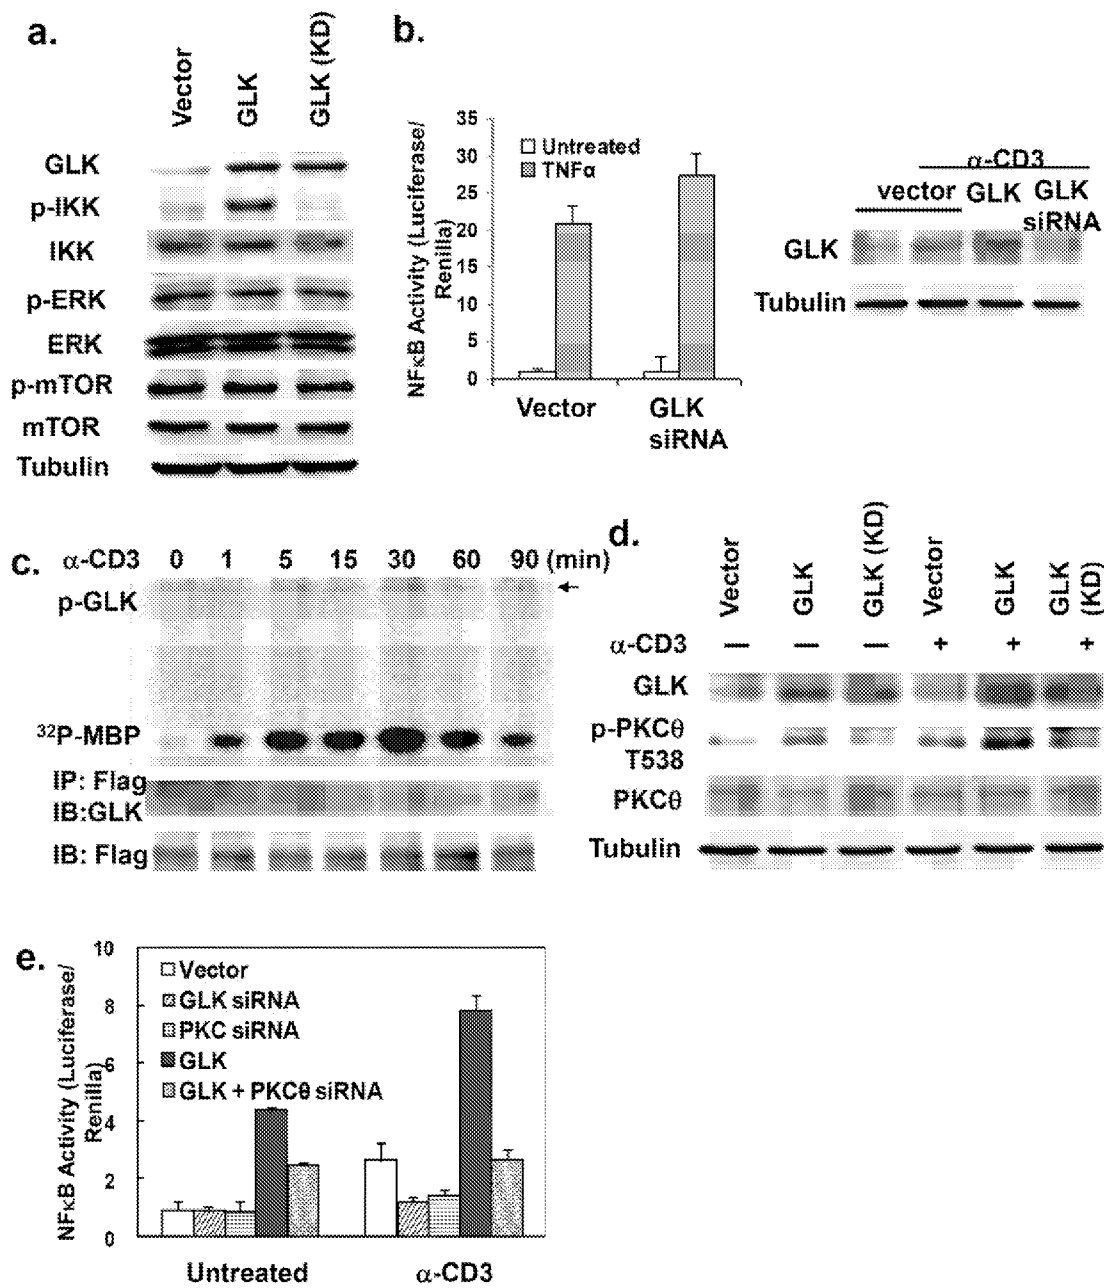 a.
Vector
GLK
GLK (KD)
GLK
p-IKK
IKK
p-ERK
ERK
p-mTOR
mTOR
Tubulin
b.
NFκB Activity (Luciferase/
Renilla)
35
30
25
20
15
10
5
0
Untreated
TNFα
Vector
GLK
siRNA
α-CD3
vector
GLK
GLK
siRNA
GLK
Tubulin
c.
α-CD3 0 1 5 15 30 60 90 (min)
p-GLK
32P-MBP
IP: Flag
IB:GLK
IB: Flag
d.
Vector
GLK
GLK (KD)
Vector
GLK
GLK
(KD)
α-CD3 — — — + + +
GLK
p-PKCθ
T538
PKCθ
Tubulin
e.
NFκB Activity (Luciferase/
Renilla)
10
8
6
4
2
0
Vector
GLK siRNA
PKC siRNA
GLK
GLK + PKCθ siRNA
Untreated
α-CD3